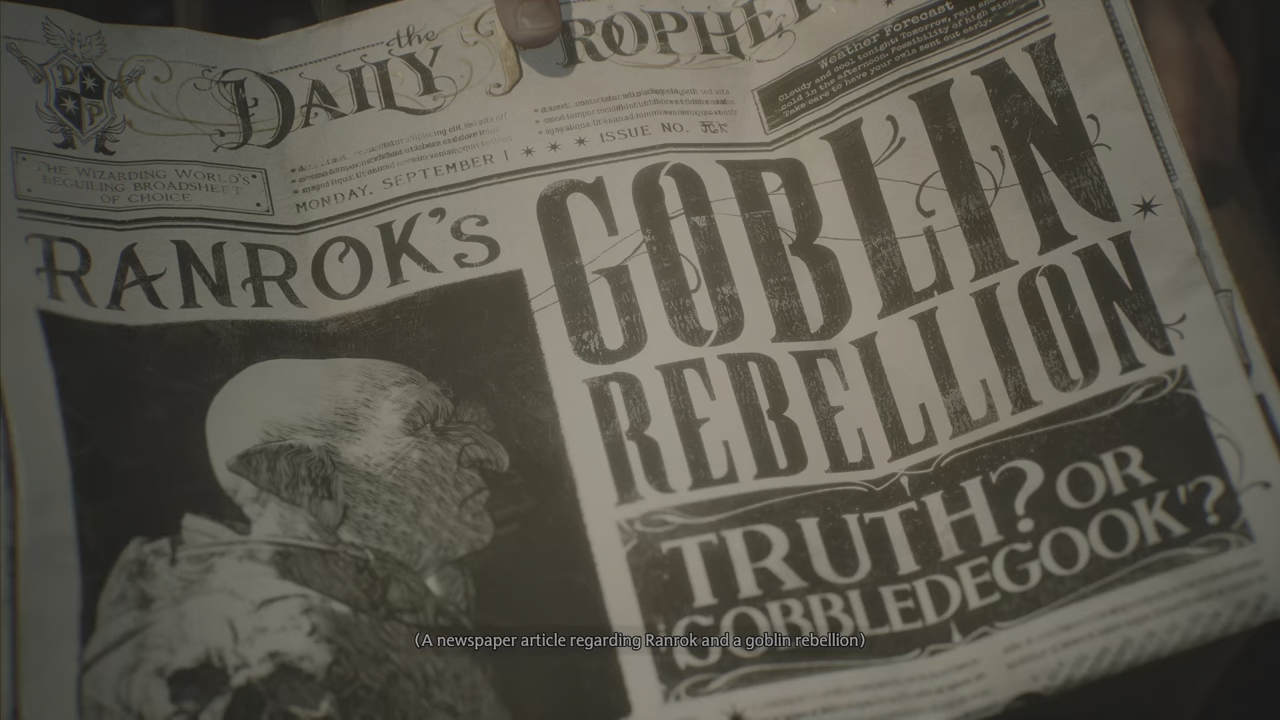 the
DAILY PROPHET
D
P
THE WIZARDING WORLD'S
BEGUILING BROADSHEET
OF CHOICE
MONDAY, SEPTEMBER 1 ISSUE NO.
Weather Forecast
Cloudy and cool tonight; Tomorrow, rain and
cold in the afternoon. Possibility of high winds.
Take care to have your owls sent out early.
RANROK'S
GOBLIN
REBELLION
TRUTH? OR
'GOBBLEDEGOOK'?
(A newspaper article regarding Ranrok and a goblin rebellion)